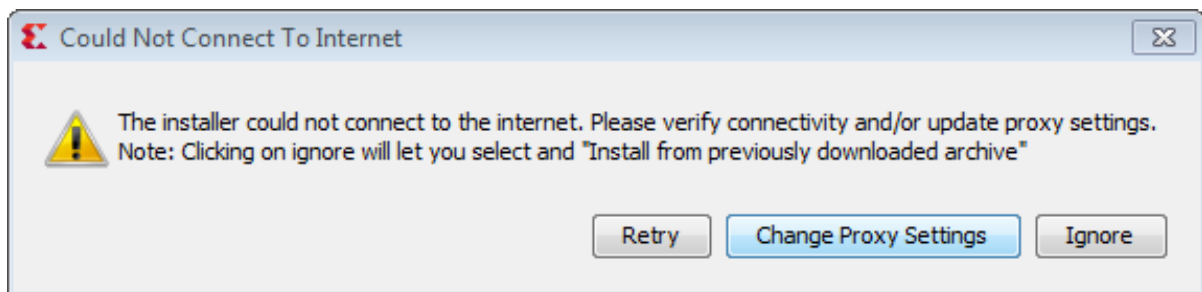 Could Not Connect To Internet
The installer could not connect to the internet. Please verify connectivity and/or update proxy settings.
Note: Clicking on ignore will let you select and "Install from previously downloaded archive"
Retry Change Proxy Settings Ignore